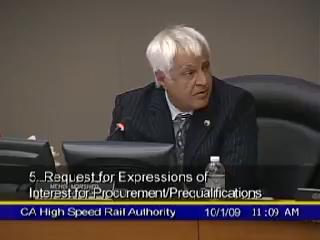 5. Request for Expressions of
Interest for Procurement/Prequalifications
CA High Speed Rail Authority 10/1/09 11:09 AM